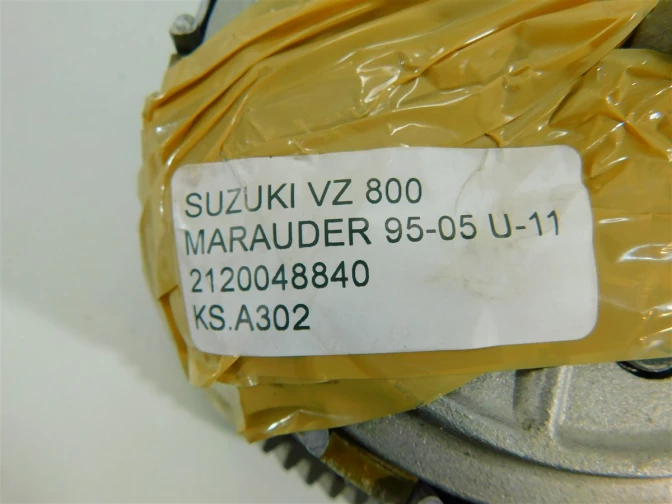 SUZUKI VZ 800
MARAUDER 95-05 U-11
2120048840
KS.A302